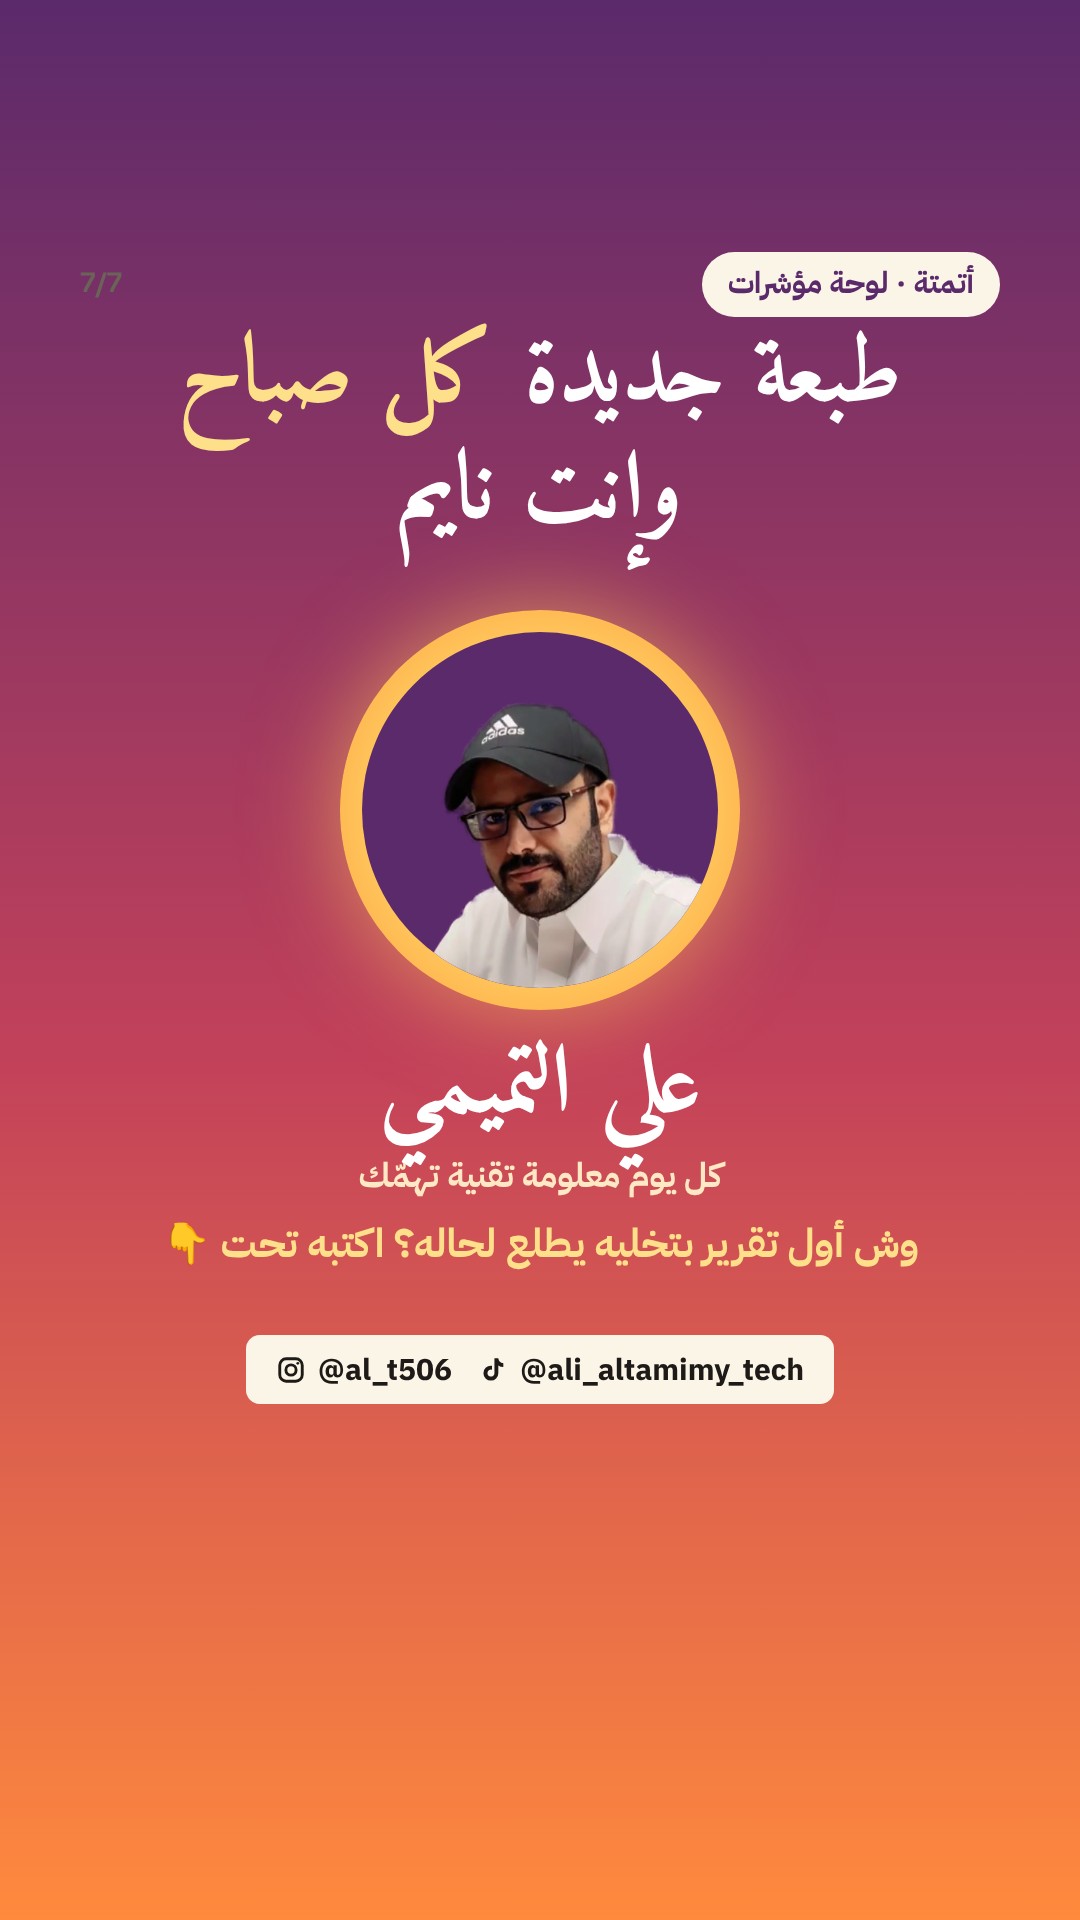 أتمتة · لوحة مؤشرات
7/7
طبعة جديدة كل صباح
وإنت نايم
adidas
علي التميمي
كل يوم معلومة تقنية تهمّك
وش أول تقرير بتخليه يطلع لحاله؟ اكتبه تحت 👇
@al_t506 @ali_altamimy_tech